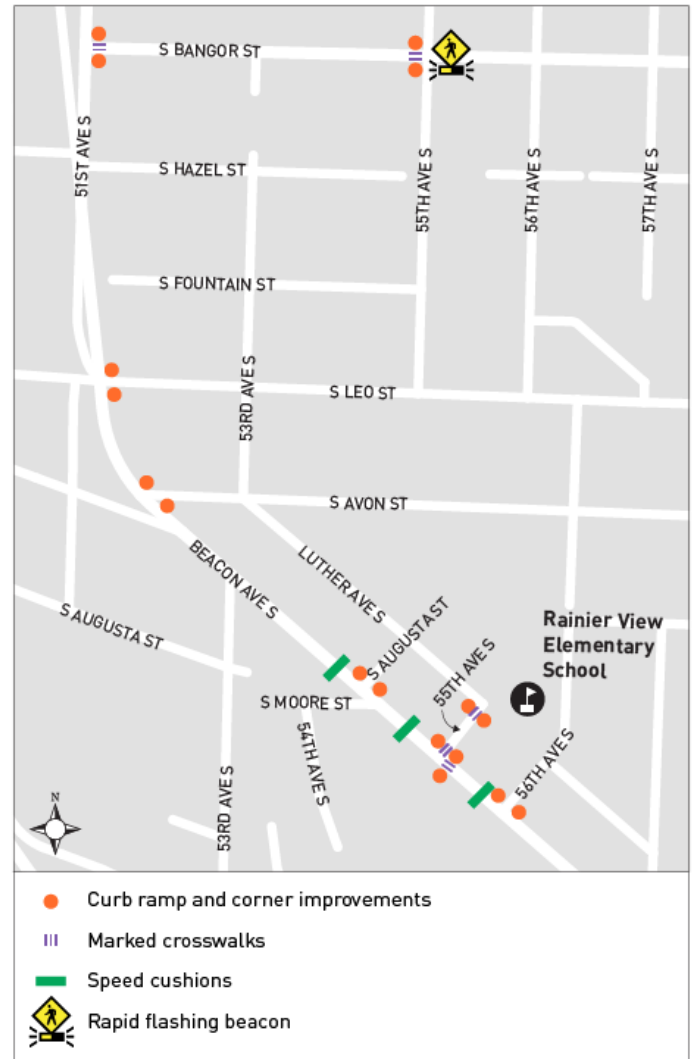 S BANGOR ST
51ST AVE S
S HAZEL ST
55TH AVE S
56TH AVE S
57TH AVE S
S FOUNTAIN ST
53RD AVE S
S LEO ST
S AVON ST
BEACON AVE S
LUTHER AVE S
S AUGUSTA ST
S AUGUSTA ST
Rainier View
Elementary
School
55TH AVE S
S MOORE ST
54TH AVE S
56TH AVE S
53RD AVE S
N
Curb ramp and corner improvements
Marked crosswalks
Speed cushions
Rapid flashing beacon